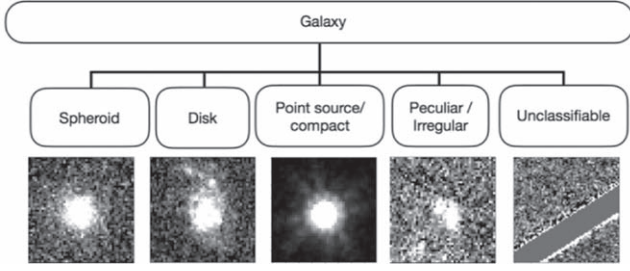 Galaxy
Spheroid
Disk
Point source/
compact
Peculiar /
Irregular
Unclassifiable